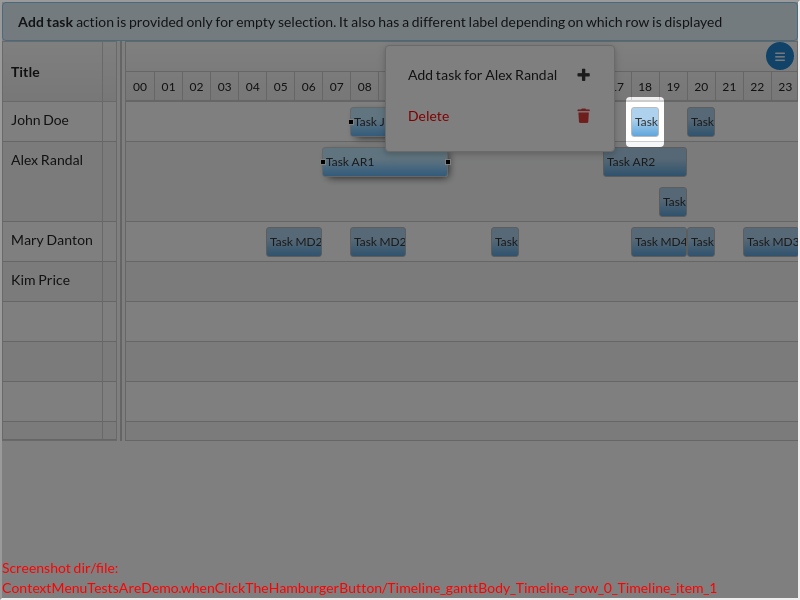 Add task action is provided only for empty selection. It also has a different label depending on which row is displayed
Title
00 01 02 03 04 05 06 07 08 17 18 19 20 21 22 23
Add task for Alex Randal
Delete
John Doe
Task J
Task
Task
Alex Randal
Task AR1
Task AR2
Task
Mary Danton
Task MD2
Task MD2
Task
Task MD4
Task
Task MD3
Kim Price
Screenshot dir/file:
ContextMenuTestsAreDemo.whenClickTheHamburgerButton/Timeline_ganttBody_Timeline_row_0_Timeline_item_1